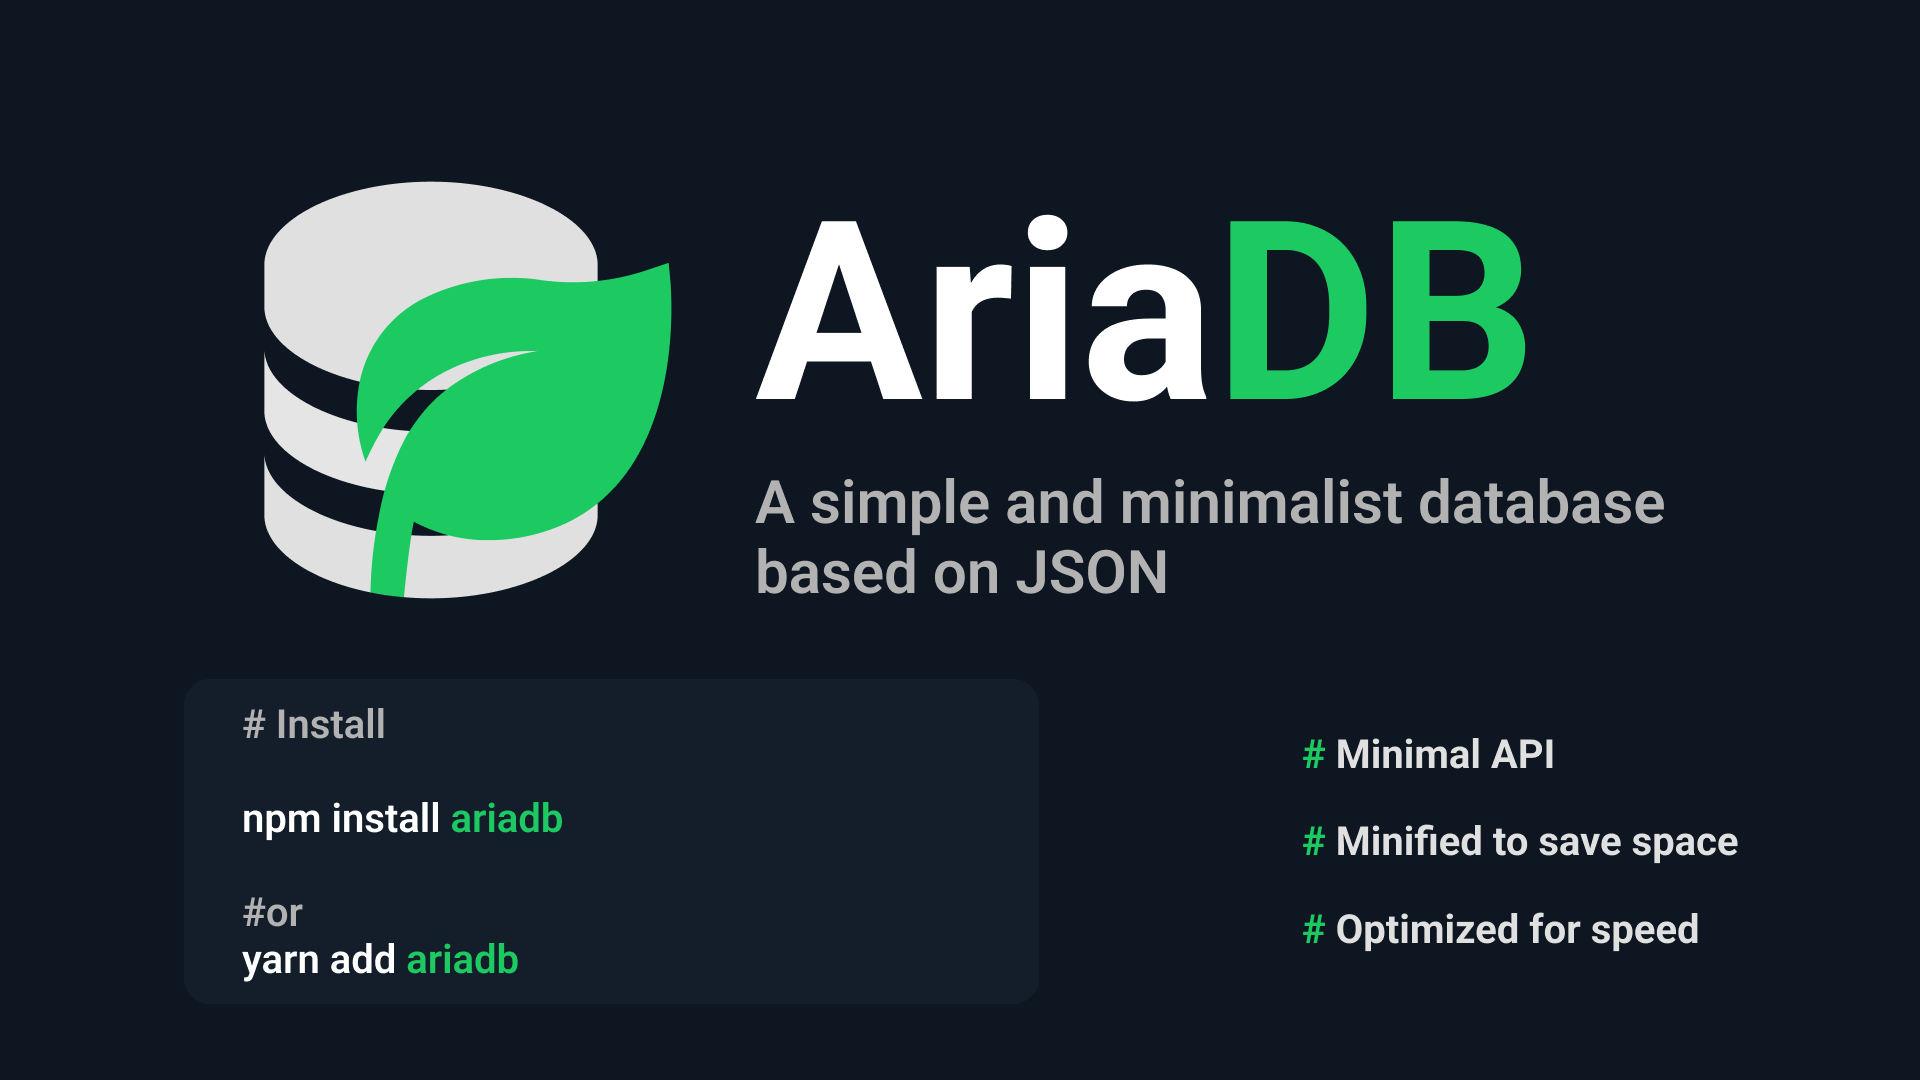 AriaDB
A simple and minimalist database
based on JSON
# Install
npm install ariadb
#or
yarn add ariadb
# Minimal API
# Minified to save space
# Optimized for speed